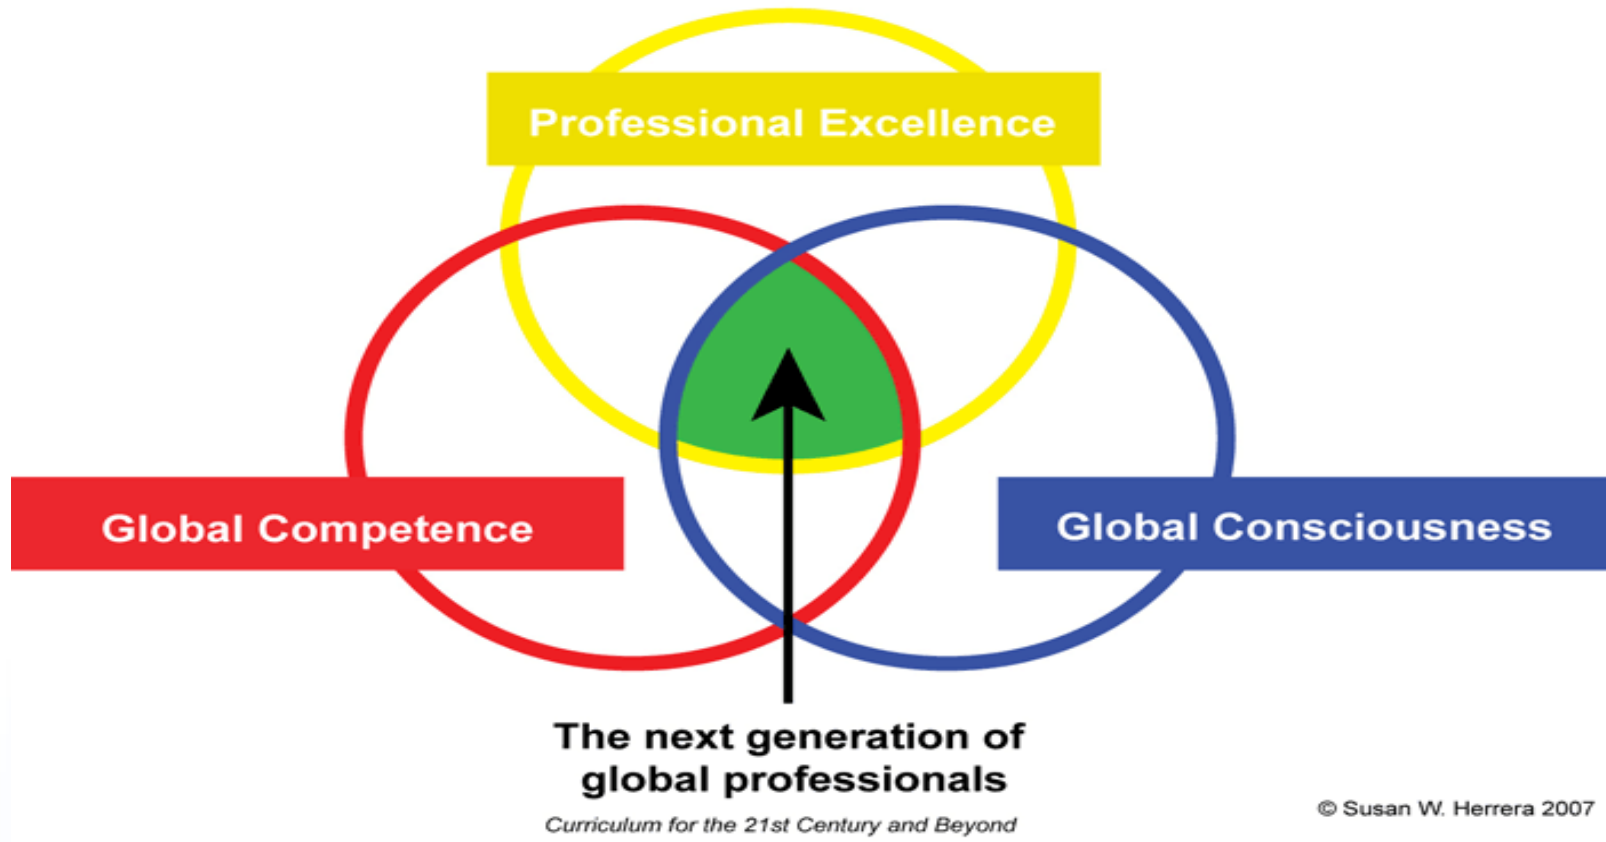 Professional Excellence
Global Competence
Global Consciousness
The next generation of
global professionals
Curriculum for the 21st Century and Beyond
© Susan W. Herrera 2007